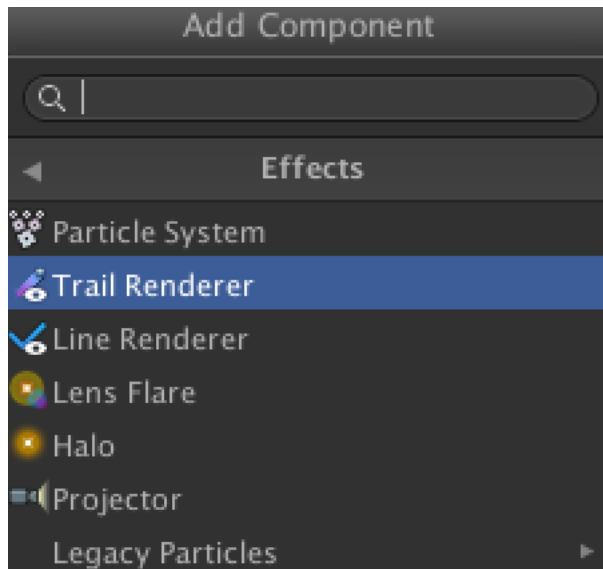 Add Component
Effects
Particle System
Trail Renderer
Line Renderer
Lens Flare
Halo
Projector
Legacy Particles